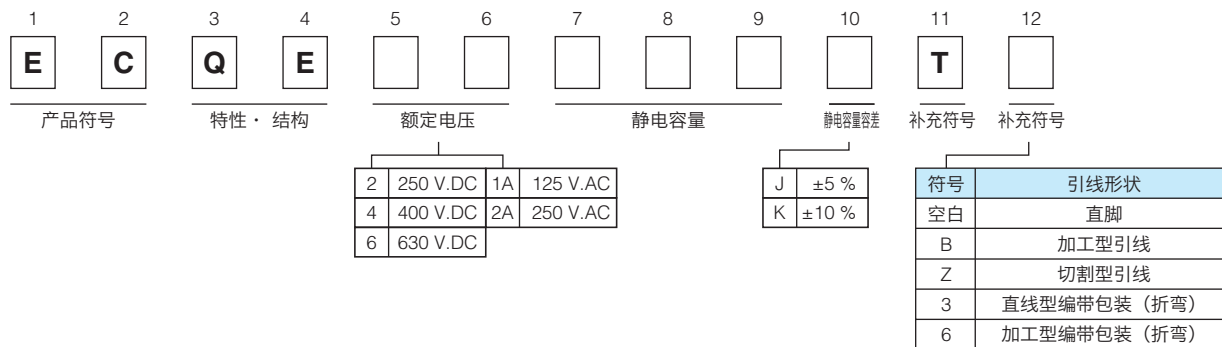 1 2 3 4 5 6 7 8 9 10 11 12
E C Q E T
产品符号 特性・ 结构 额定电压 静电容量 静电容量容差 补充符号 补充符号
2 250 V.DC 1A 125 V.AC J ±5 % 符号 引线形状
4 400 V.DC 2A 250 V.AC K ±10 % 空白 直脚
6 630 V.DC B 加工型引线
Z 切割型引线
3 直线型编带包装（折弯）
6 加工型编带包装（折弯）